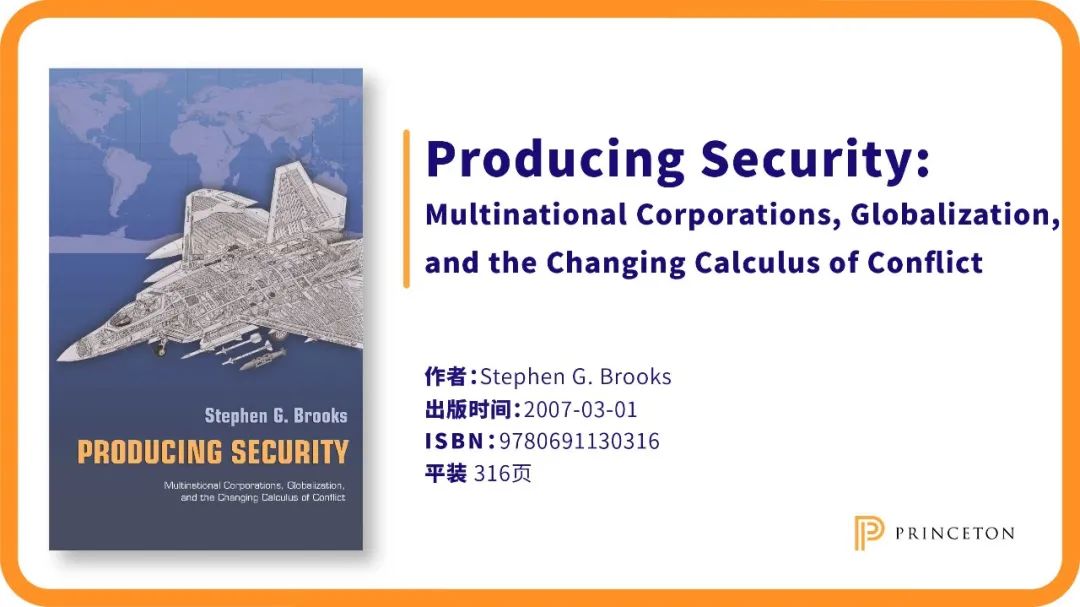 Stephen G. Brooks
PRODUCING SECURITY
Multinational Corporations, Globalization,
and the Changing Calculus of Conflict
Producing Security:
Multinational Corporations, Globalization,
and the Changing Calculus of Conflict
作者：Stephen G. Brooks
出版时间：2007-03-01
ISBN：9780691130316
平装 316页
PRINCETON